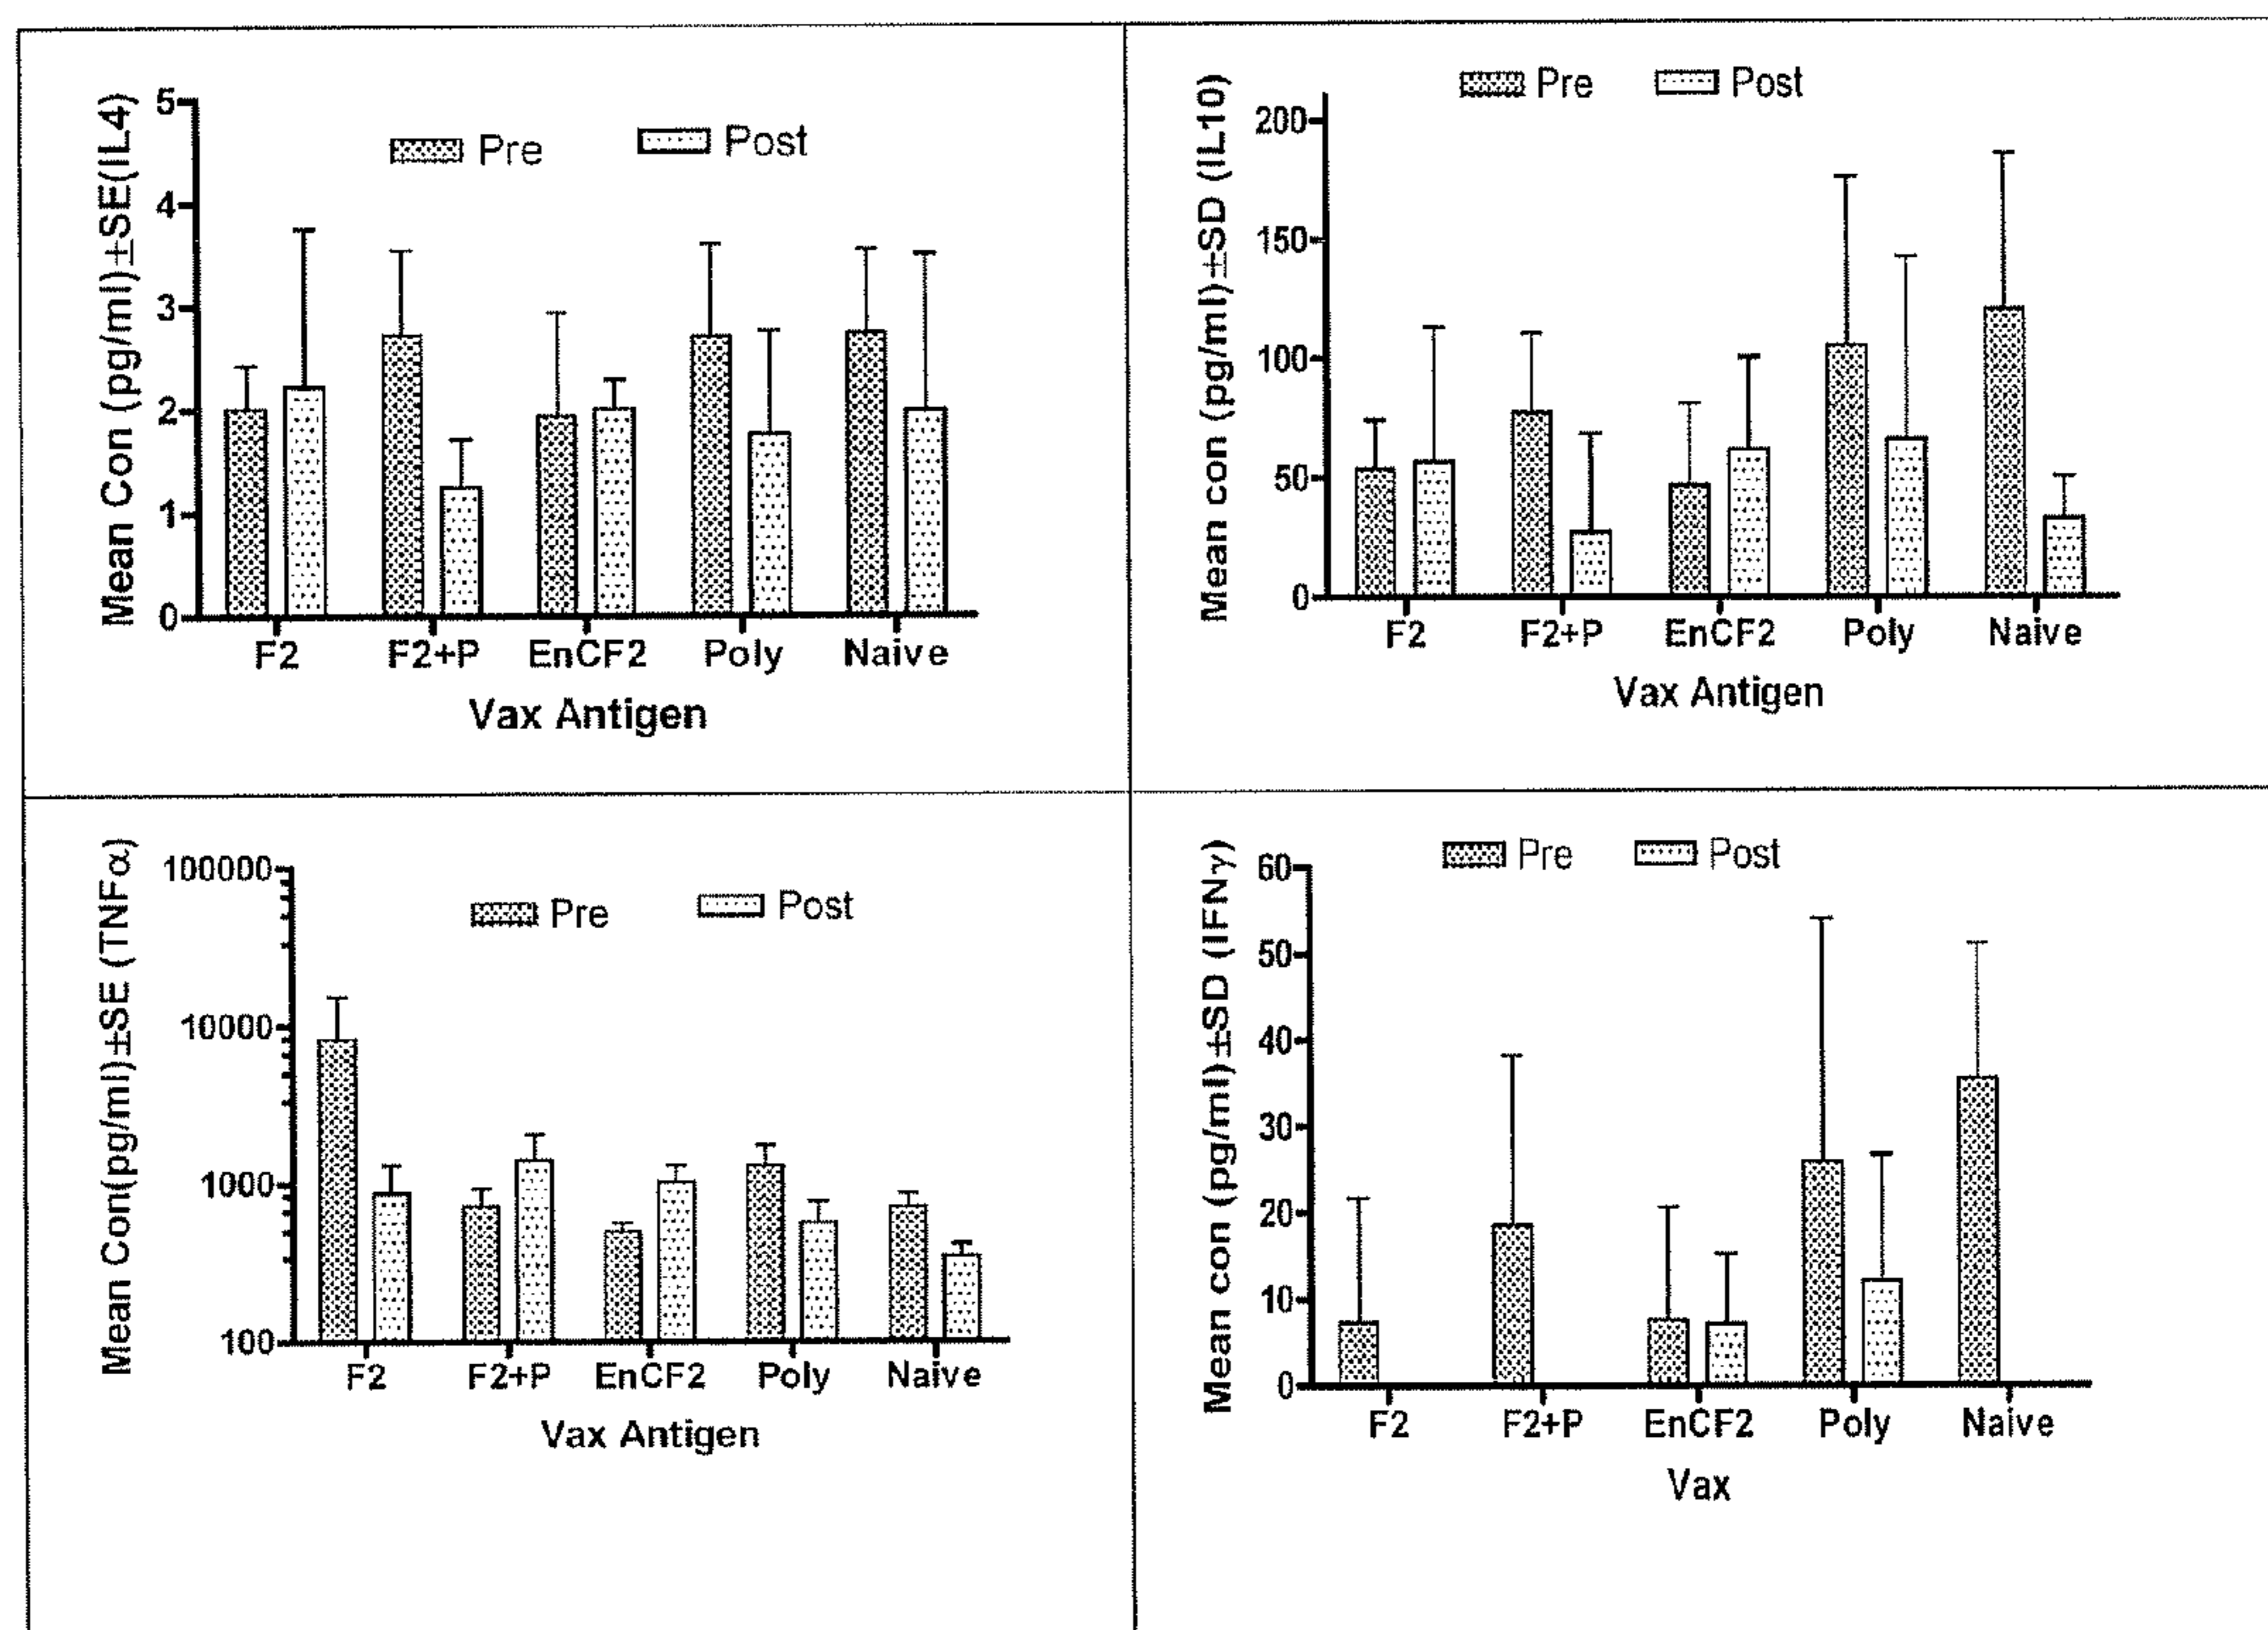 Mean Con (pg/ml)±SE(IL4)
Pre Post
5
4
3
2
1
0
F2 F2+P EnCF2 Poly Naive
Vax Antigen
Mean con (pg/ml)±SD (IL10)
Pre Post
200
150
100
50
0
F2 F2+P EnCF2 Poly Naive
Vax Antigen
Mean Con(pg/ml)±SE (TNFα)
Pre Post
100000
10000
1000
100
F2 F2+P EnCF2 Poly Naive
Vax Antigen
Mean con (pg/ml)±SD (IFNγ)
Pre Post
60
50
40
30
20
10
0
F2 F2+P EnCF2 Poly Naive
Vax